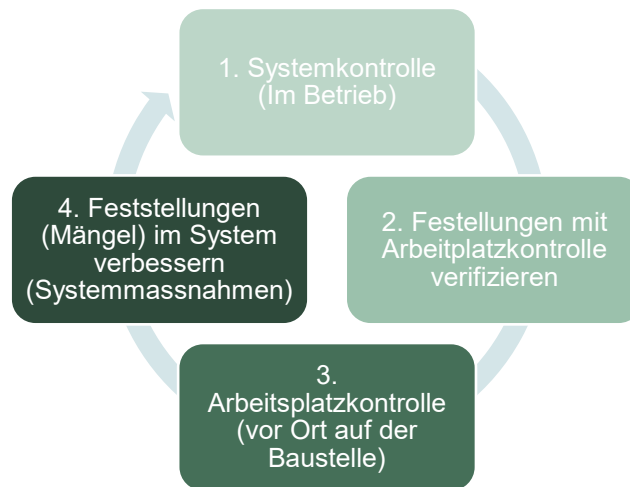 1. Systemkontrolle
(Im Betrieb)
2. Festellungen mit
Arbeitplatzkontrolle
verifizieren
3.
Arbeitsplatzkontrolle
(vor Ort auf der
Baustelle)
4. Feststellungen
(Mängel) im System
verbessern
(Systemmassnahmen)